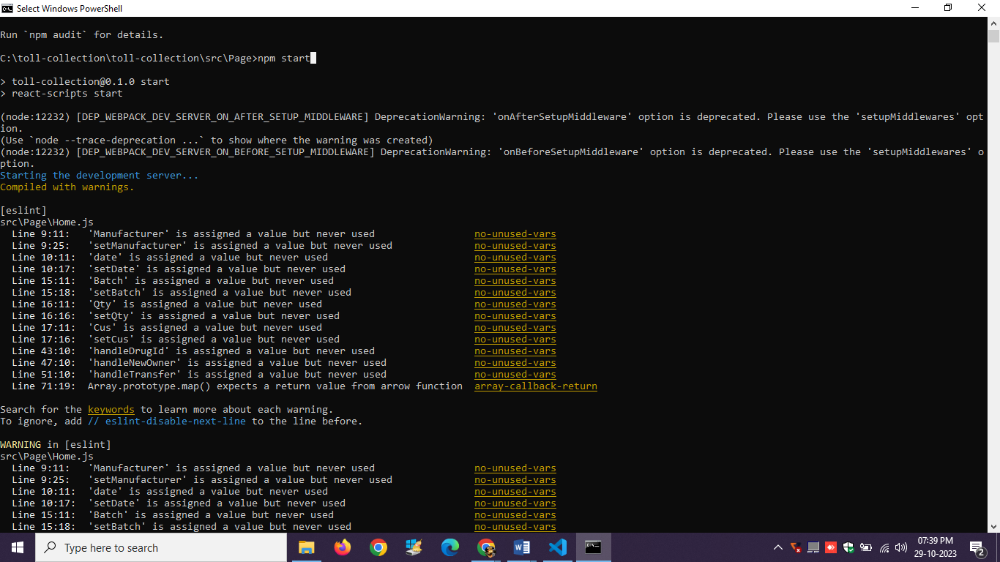 Select Windows PowerShell
Run `npm audit` for details.
C:\toll-collection\toll-collection\src\Page>npm start
> toll-collection@0.1.0 start
> react-scripts start
(node:12232) [DEP_WEBPACK_DEV_SERVER_ON_AFTER_SETUP_MIDDLEWARE] DeprecationWarning: 'onAfterSetupMiddleware' option is deprecated. Please use the 'setupMiddlewares' opt
ion.
(Use `node --trace-deprecation ...` to show where the warning was created)
(node:12232) [DEP_WEBPACK_DEV_SERVER_ON_BEFORE_SETUP_MIDDLEWARE] DeprecationWarning: 'onBeforeSetupMiddleware' option is deprecated. Please use the 'setupMiddlewares' o
ption.
Starting the development server...
Compiled with warnings.
[eslint]
src\Page\Home.js
Line 9:11: 'Manufacturer' is assigned a value but never used no-unused-vars
Line 9:25: 'setManufacturer' is assigned a value but never used no-unused-vars
Line 10:11: 'date' is assigned a value but never used no-unused-vars
Line 10:17: 'setDate' is assigned a value but never used no-unused-vars
Line 15:11: 'Batch' is assigned a value but never used no-unused-vars
Line 15:18: 'setBatch' is assigned a value but never used no-unused-vars
Line 16:11: 'Qty' is assigned a value but never used no-unused-vars
Line 16:16: 'setQty' is assigned a value but never used no-unused-vars
Line 17:11: 'Cus' is assigned a value but never used no-unused-vars
Line 17:16: 'setCus' is assigned a value but never used no-unused-vars
Line 43:10: 'handleDrugId' is assigned a value but never used no-unused-vars
Line 47:10: 'handleNewOwner' is assigned a value but never used no-unused-vars
Line 51:10: 'handleTransfer' is assigned a value but never used no-unused-vars
Line 71:19: Array.prototype.map() expects a return value from arrow function array-callback-return
Search for the keywords to learn more about each warning.
To ignore, add // eslint-disable-next-line to the line before.
WARNING in [eslint]
src\Page\Home.js
Line 9:11: 'Manufacturer' is assigned a value but never used no-unused-vars
Line 9:25: 'setManufacturer' is assigned a value but never used no-unused-vars
Line 10:11: 'date' is assigned a value but never used no-unused-vars
Line 10:17: 'setDate' is assigned a value but never used no-unused-vars
Line 15:11: 'Batch' is assigned a value but never used no-unused-vars
Line 15:18: 'setBatch' is assigned a value but never used no-unused-vars
Type here to search
07:39 PM
29-10-2023
2